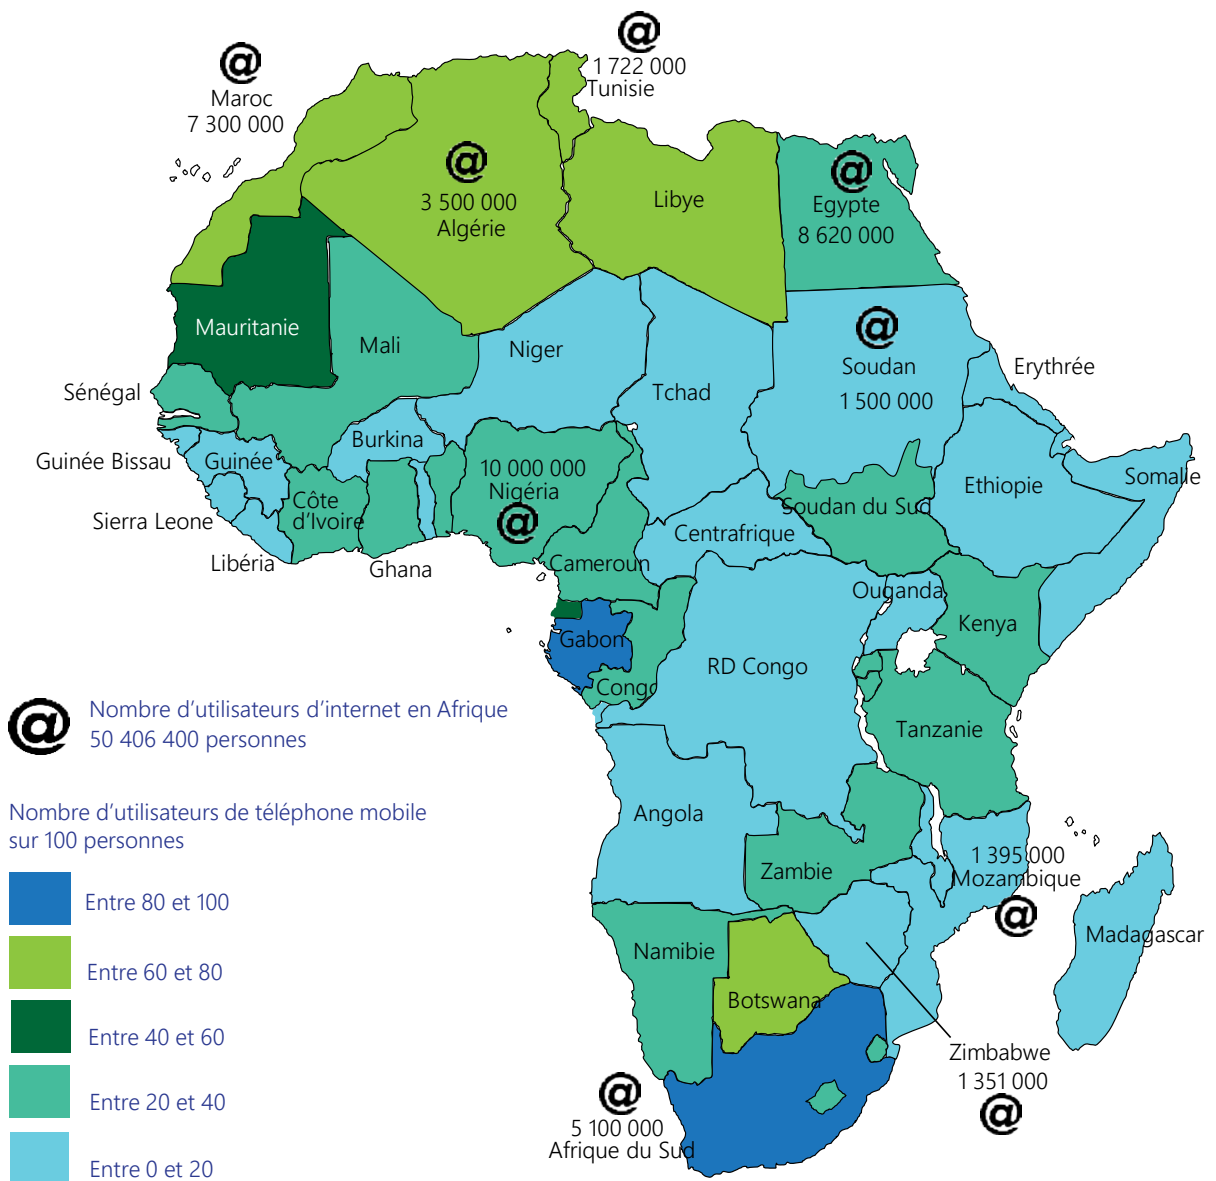 @
1 722 000
Tunisie
@
Maroc
7 300 000
@
3 500 000
Algérie
Libye
@
Egypte
8 620 000
Mauritanie
Mali
Niger
Tchad
@
Soudan
1 500 000
Erythrée
Sénégal
Guinée Bissau
Guinée
Burkina
10 000 000
Nigéria
@
Somalie
Ethiopie
Soudan du Sud
Côte
d'Ivoire
Sierra Leone
Libéria
Ghana
Centrafrique
Cameroun
Ouganda
Kenya
Gabon
Congo
RD Congo
Tanzanie
@
Nombre d'utilisateurs d'internet en Afrique
50 406 400 personnes
Angola
Zambie
1 395 000
Mozambique
@
Madagascar
Namibie
Botswana
Zimbabwe
1 351 000
@
@
5 100 000
Afrique du Sud
Nombre d'utilisateurs de téléphone mobile
sur 100 personnes
Entre 80 et 100
Entre 60 et 80
Entre 40 et 60
Entre 20 et 40
Entre 0 et 20